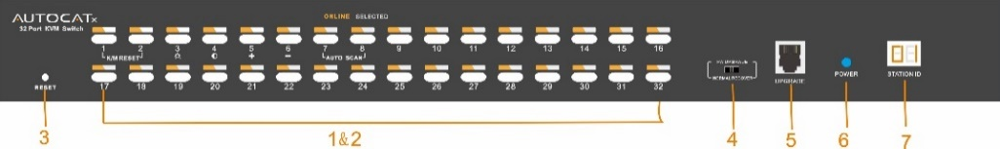 AUTOCATx
32 Port KVM Switch
ONLINE SELECTED
1 2 3 4 5 6 7 8 9 10 11 12 13 14 15 16
K/M RESET + − AUTO SCAN
17 18 19 20 21 22 23 24 25 26 27 28 29 30 31 32
RESET
UPGRADE
POWER
01
STATION ID
3
1&2
4
5
6
7